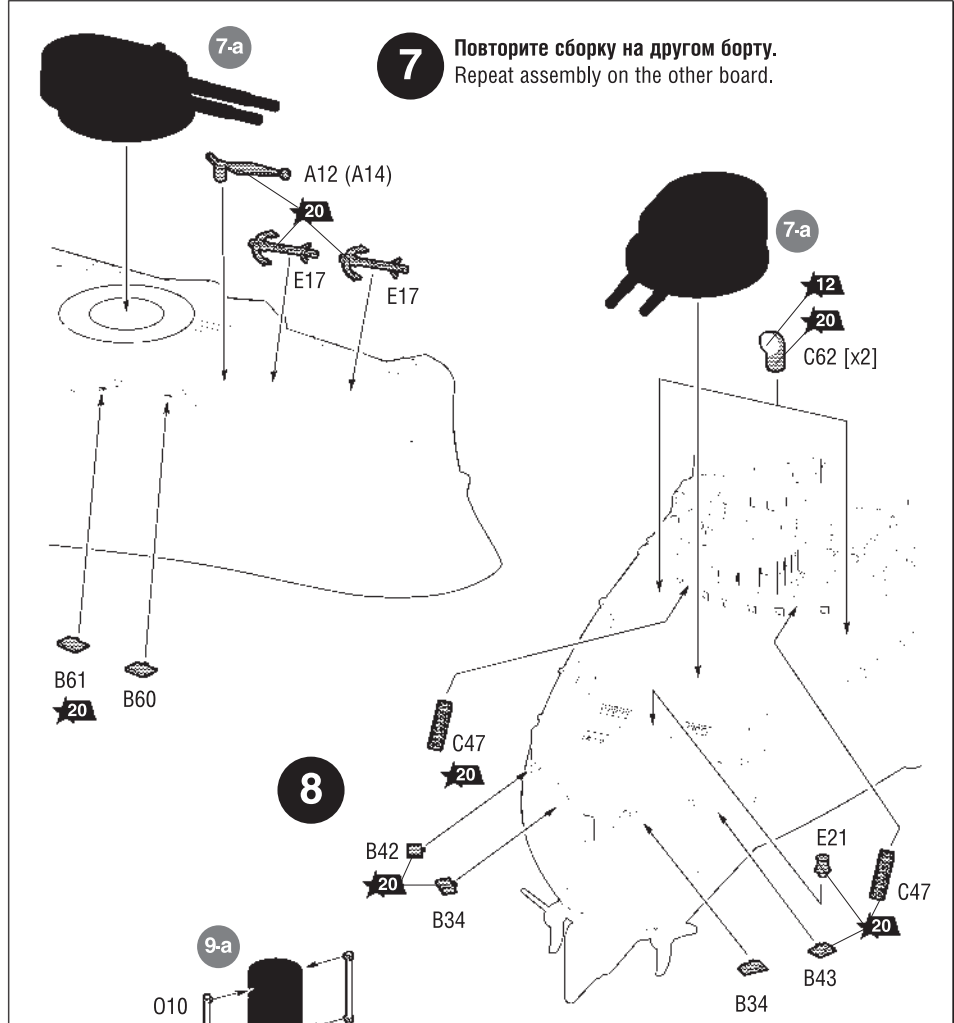 7-a
7
Повторите сборку на другом борту.
Repeat assembly on the other board.
A12 (A14)
20
E17
E17
7-a
12
20
C62 [x2]
B61
20
B60
C47
20
8
B42
20
B34
E21
C47
20
B43
B34
9-a
O10